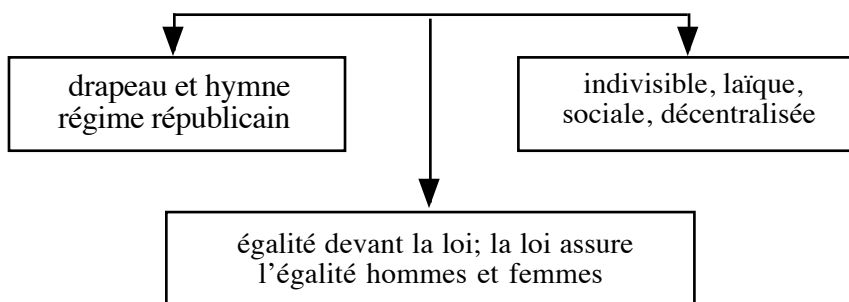 drapeau et hymne
régime républicain
indivisible, laïque,
sociale, décentralisée
égalité devant la loi; la loi assure
l’égalité hommes et femmes